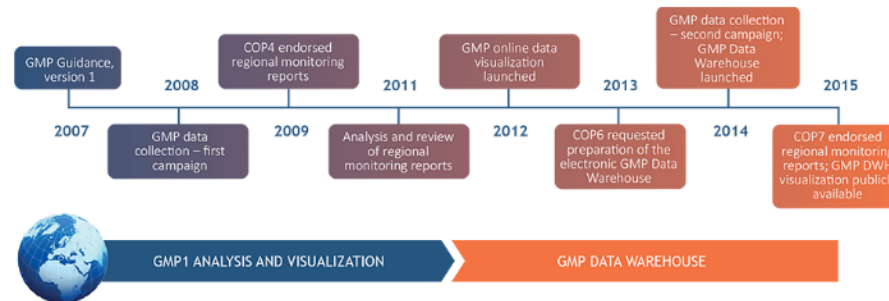 GMP Guidance,
version 1
2007
2008
GMP data
collection – first
campaign
COP4 endorsed
regional monitoring
reports
2009
2011
Analysis and review
of regional
monitoring reports
GMP online data
visualization
launched
2012
2013
COP6 requested
preparation of the
electronic GMP Data
Warehouse
GMP data collection
– second campaign;
GMP Data
Warehouse
launched
2014
2015
COP7 endorsed
regional monitoring
reports; GMP DWH
visualization publicly
available
GMP1 ANALYSIS AND VISUALIZATION
GMP DATA WAREHOUSE